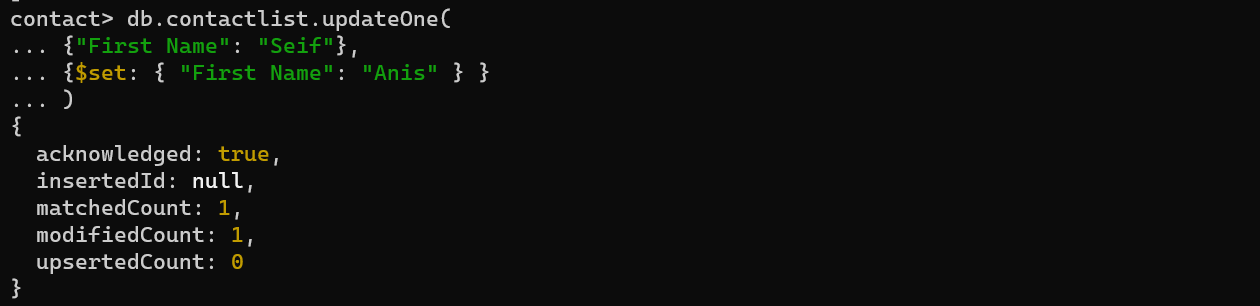 contact> db.contactlist.updateOne(
... {"First Name": "Seif"},
... {$set: { "First Name": "Anis" } }
... )
{
  acknowledged: true,
  insertedId: null,
  matchedCount: 1,
  modifiedCount: 1,
  upsertedCount: 0
}